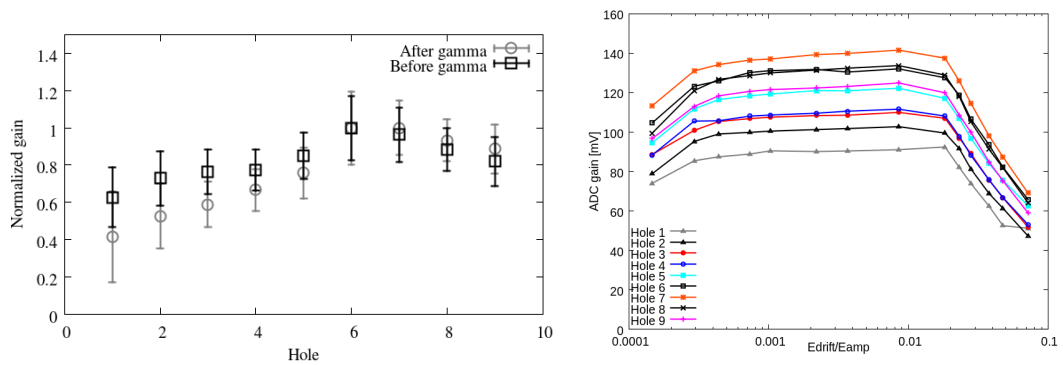 After gamma
Before gamma
1.4
1.2
1
0.8
0.6
0.4
0.2
0
0 2 4 6 8 10
Normalized gain
Hole
160
140
120
100
80
60
40
20
0
0.0001 0.001 0.01 0.1
ADC gain [mV]
Edrift/Eamp
Hole 1
Hole 2
Hole 3
Hole 4
Hole 5
Hole 6
Hole 7
Hole 8
Hole 9